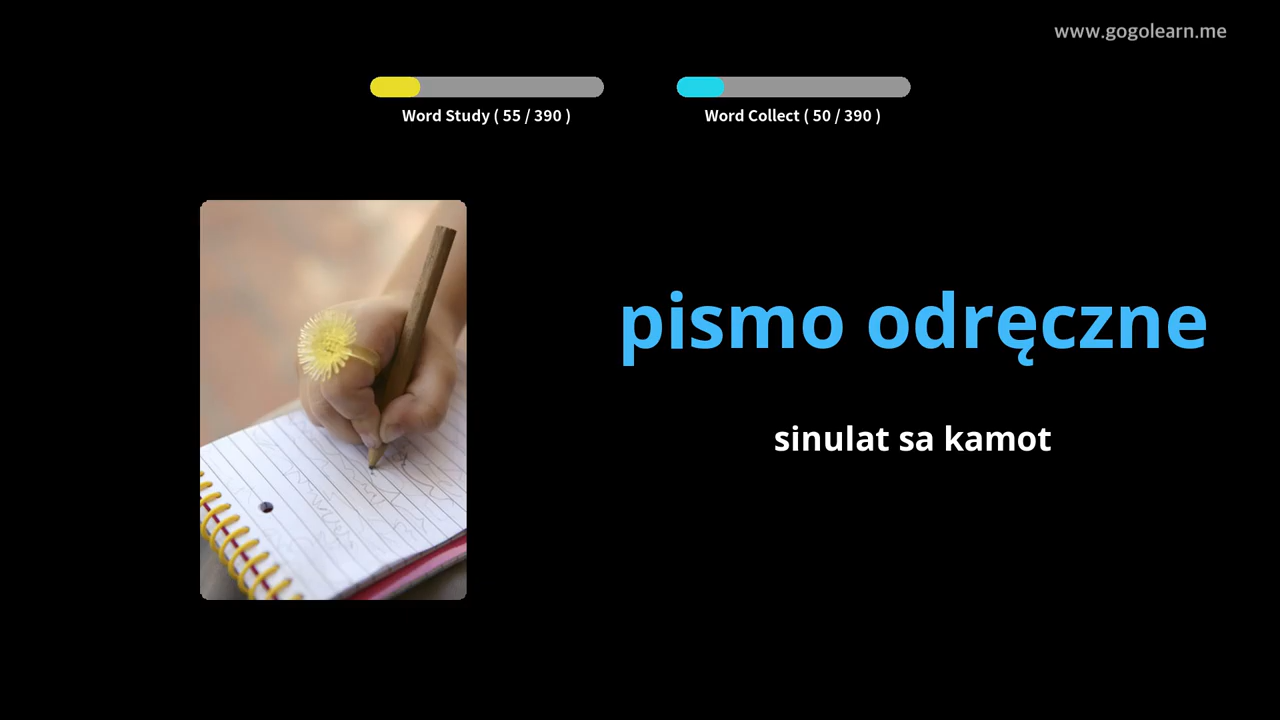 www.gogolearn.me
Word Study ( 55 / 390 )
Word Collect ( 50 / 390 )
pismo odręczne
sinulat sa kamot